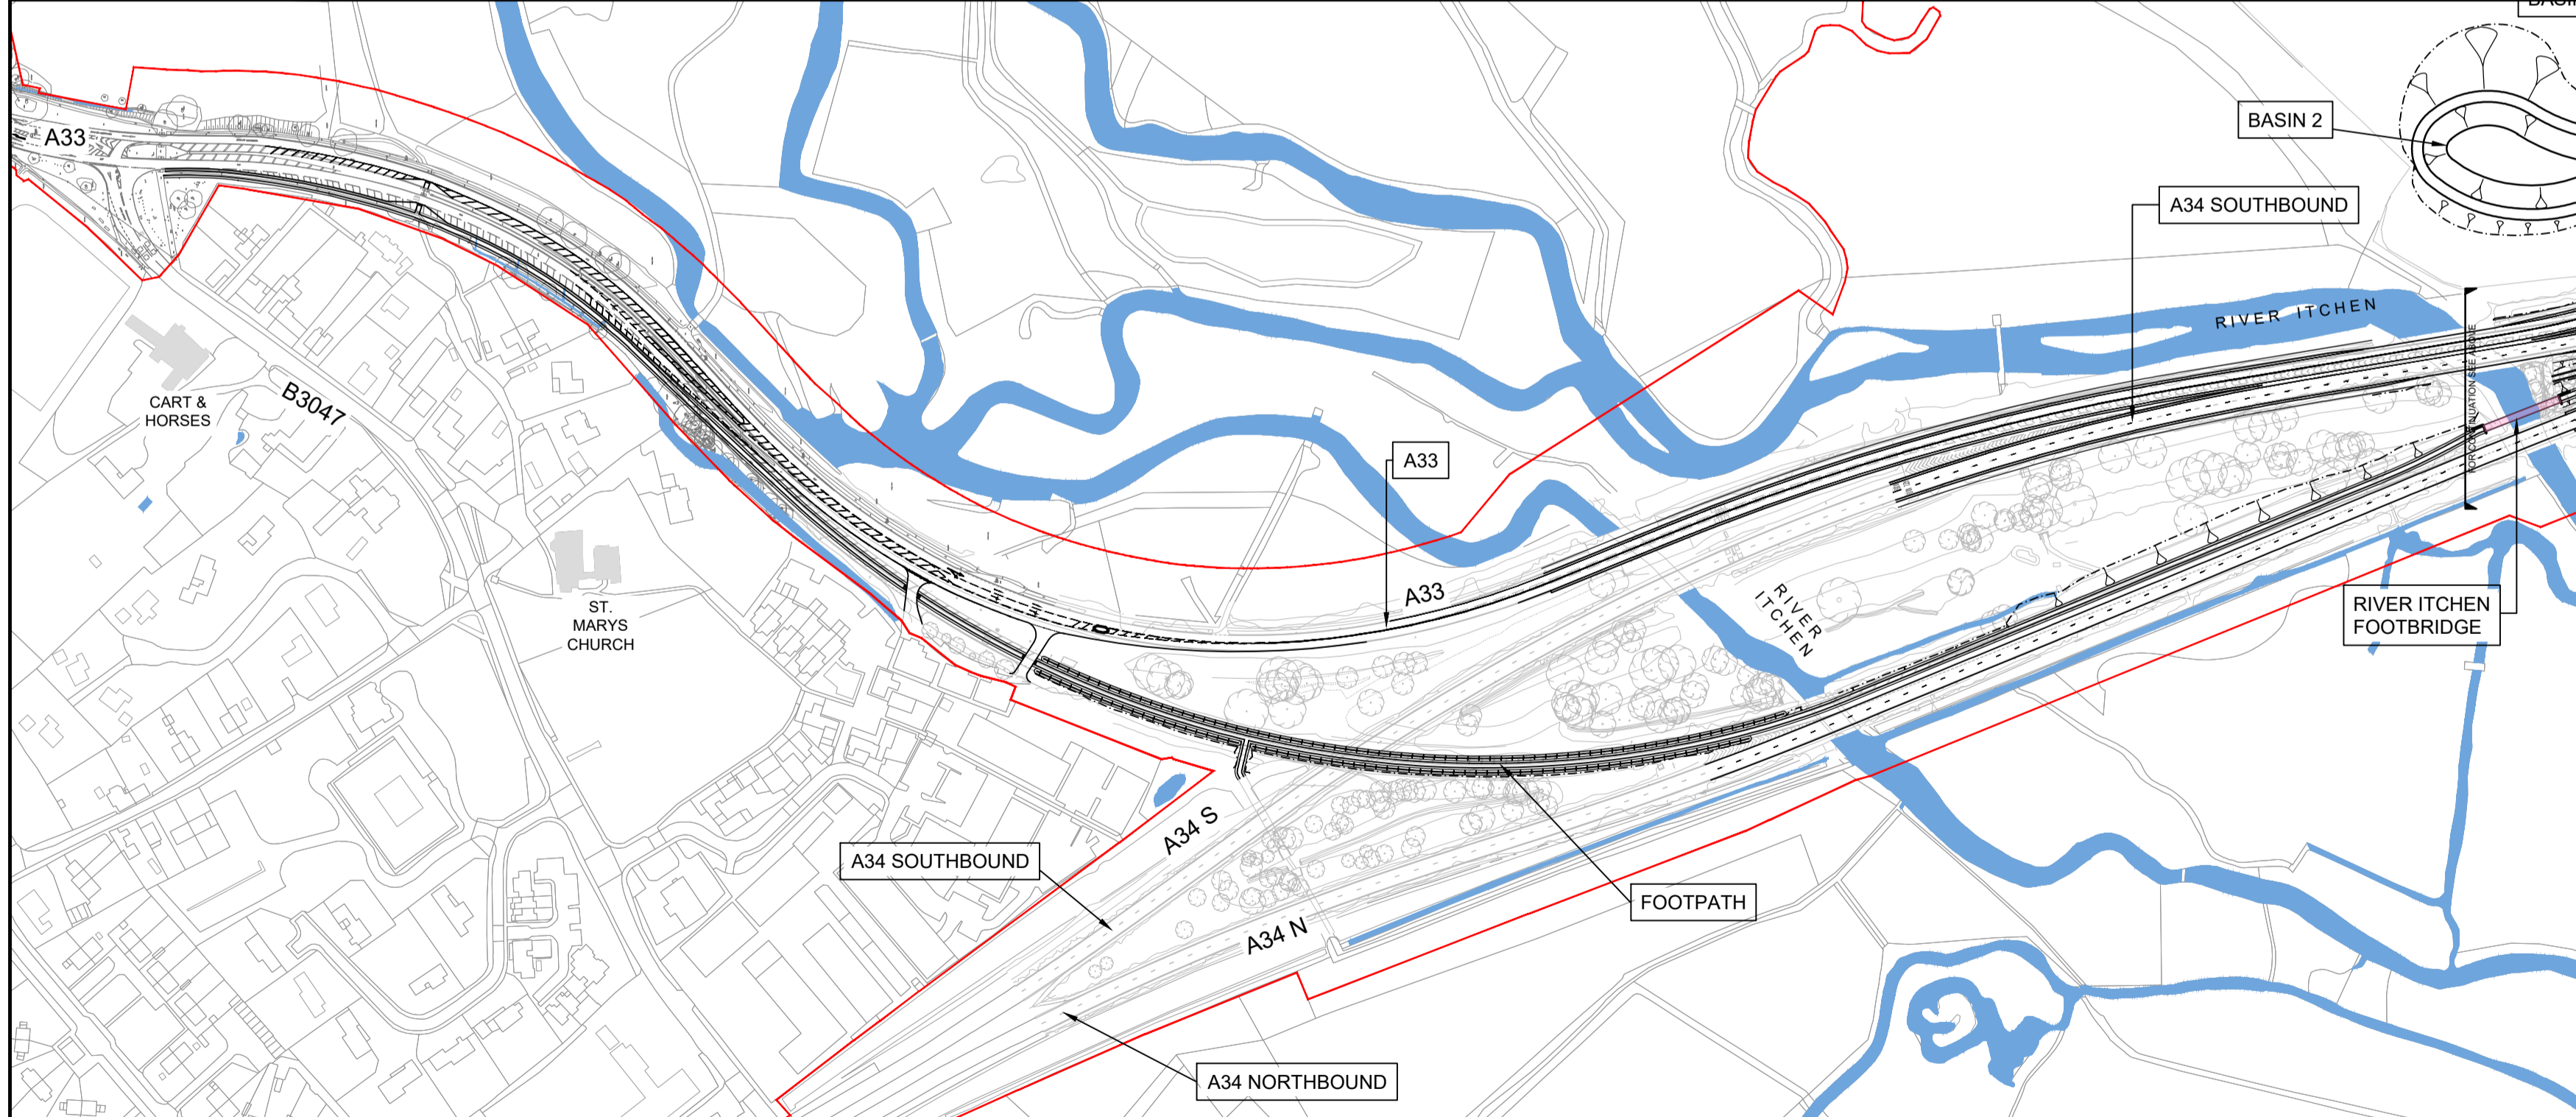 A33
BASIN 2
A34 SOUTHBOUND
RIVER ITCHEN
CART &
HORSES
B3047
A33
A33
RIVER
ITCHEN
ST.
MARYS
CHURCH
RIVER ITCHEN
FOOTBRIDGE
A34 S
A34 SOUTHBOUND
A34 N
FOOTPATH
A34 NORTHBOUND